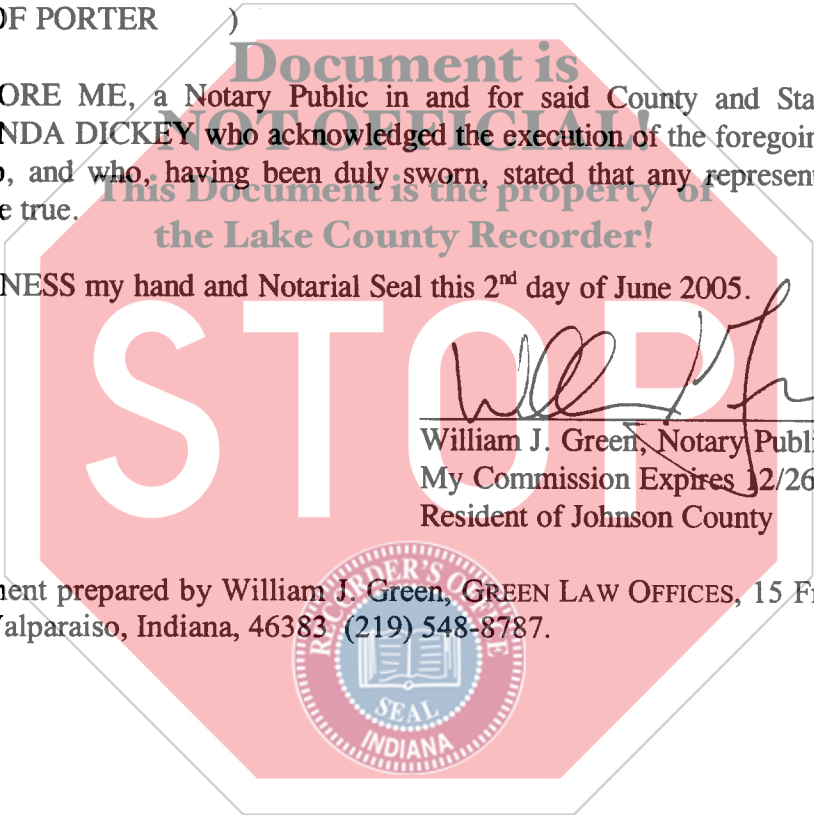 OF PORTER )
Document is
ORE ME, a Notary Public in and for said County and Sta
NOT OFFICIAL!
NDA DICKEY who acknowledged the execution of the foregoin
, and who, having been duly sworn, stated that any represent
This Document is the property of
e true.
the Lake County Recorder!
NESS my hand and Notarial Seal this 2nd day of June 2005.
STOP
William J. Green, Notary Publi
My Commission Expires 12/26
Resident of Johnson County
RECORDER'S OFFICE
ment prepared by William J. Green, GREEN LAW OFFICES, 15 Fr
Valparaiso, Indiana, 46383 (219) 548-8787.
SEAL
INDIANA